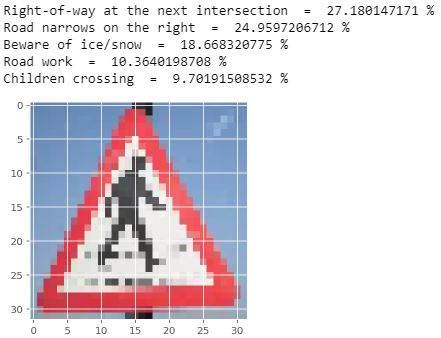 Right-of-way at the next intersection  =  27.180147171 %
Road narrows on the right  =  24.9597206712 %
Beware of ice/snow  =  18.668320775 %
Road work  =  10.3640198708 %
Children crossing  =  9.70191508532 %
0
5
10
15
20
25
30
0 5 10 15 20 25 30